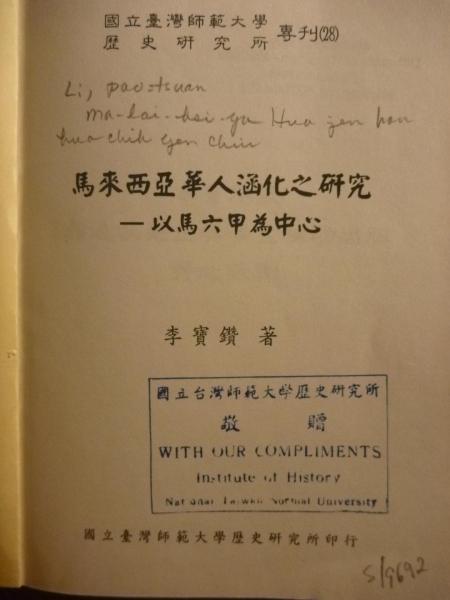 國立臺灣師範大學
歷史研究所 專刊(28)
Li, pao-tsuan
ma-lai-hsi-ya Hua jen han
hua chih yen chiu
馬來西亞華人涵化之研究
—以馬六甲為中心
李寶鑽 著
國立台灣師範大學歷史研究所
敬 贈
WITH OUR COMPLIMENTS
Institute of History
National Taiwan Normal University
國立臺灣師範大學歷史研究所印行
S/9692